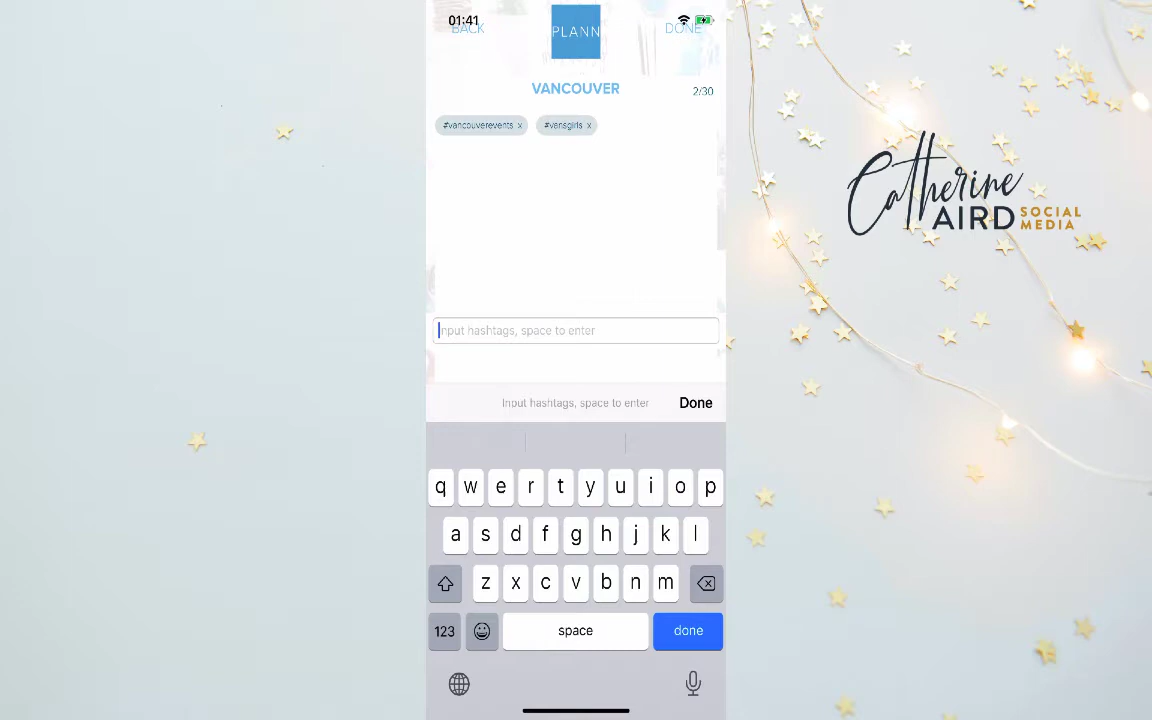 01:41
BACK
PLANN
DONE
VANCOUVER
2/30
#vancouverevents x
#vansgirls x
Input hashtags, space to enter
Input hashtags, space to enter
Done
q w e r t y u i o p
a s d f g h j k l
z x c v b n m
123
space
done
Catherine
AIRD SOCIAL
MEDIA